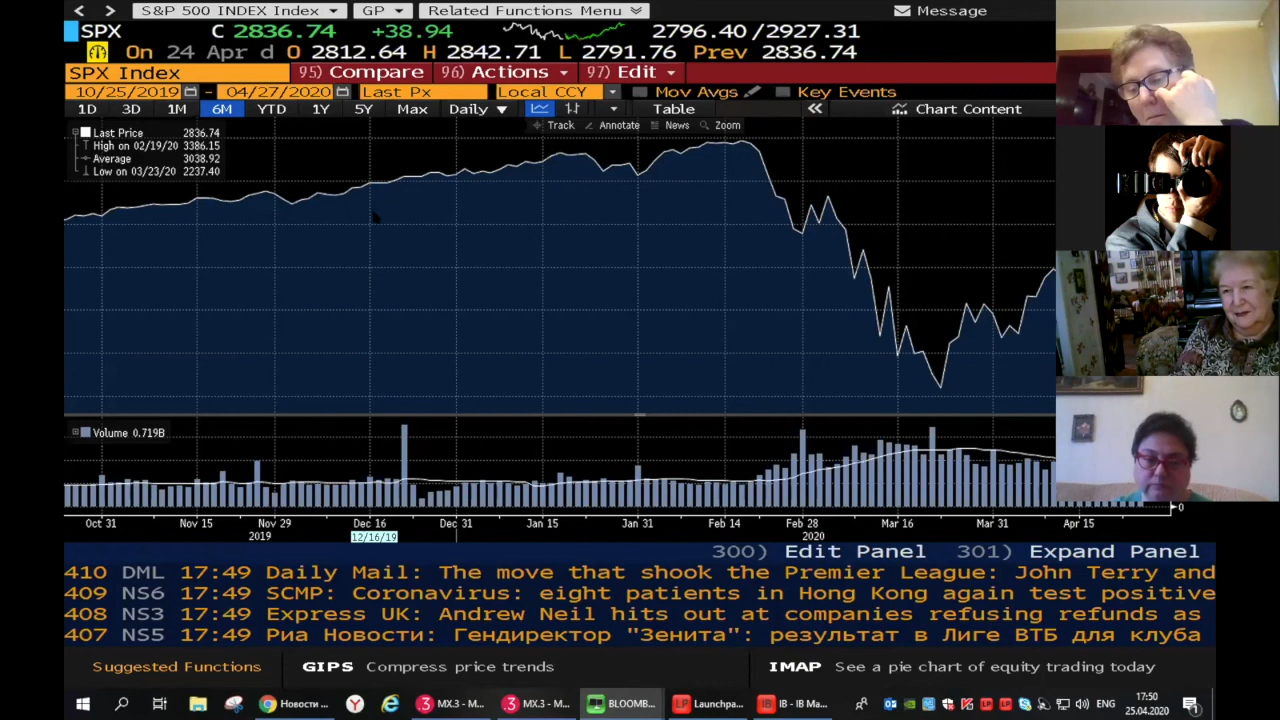 S&P 500 INDEX Index GP Related Functions Menu Message
SPX C 2836.74 +38.94 2796.40/2927.31
On 24 Apr d O 2812.64 H 2842.71 L 2791.76 Prev 2836.74
SPX Index 95) Compare 96) Actions 97) Edit
10/25/2019 - 04/27/2020 Last Px Local CCY Mov Avgs Key Events
1D 3D 1M 6M YTD 1Y 5Y Max Daily Table Chart Content
Track Annotate News Zoom
Last Price 2836.74
High on 02/19/20 3386.15
Average 3038.92
Low on 03/23/20 2237.40
Volume 0.719B
0
Oct 31 Nov 15 Nov 29 Dec 16 Dec 31 Jan 15 Jan 31 Feb 14 Feb 28 Mar 16 Mar 31 Apr 15
2019 12/16/19 2020
300) Edit Panel 301) Expand Panel
410 DML 17:49 Daily Mail: The move that shook the Premier League: John Terry and
409 NS6 17:49 SCMP: Coronavirus: eight patients in Hong Kong again test positive
408 NS3 17:49 Express UK: Andrew Neil hits out at companies refusing refunds as
407 NS5 17:49 Риа Новости: Гендиректор "Зенита": результат в Лиге ВТБ для клуба
Suggested Functions GIPS Compress price trends IMAP See a pie chart of equity trading today
Новости ... MX.3 - M... MX.3 - M... BLOOMB... Launchpa... IB - IB Ma... ENG 17:50
25.04.2020